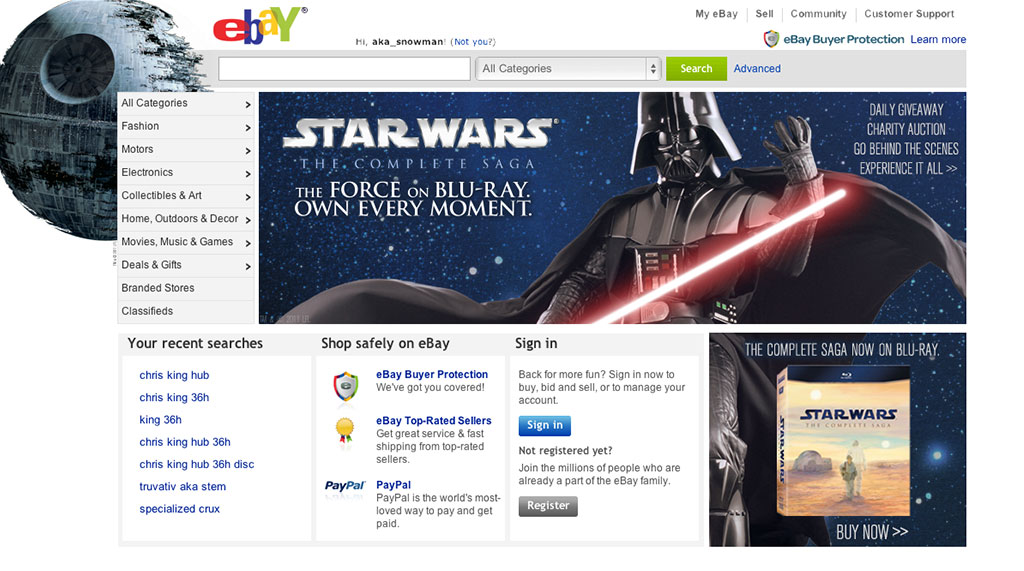 My eBay
Sell
Community
Customer Support
ebay®
Hi, aka_snowman! (Not you?)
eBay Buyer Protection Learn more
All Categories
Search
Advanced
All Categories
Fashion
Motors
Electronics
Collectibles & Art
Home, Outdoors & Decor
Movies, Music & Games
Deals & Gifts
Branded Stores
Classifieds
STAR WARS®
THE COMPLETE SAGA
THE FORCE ON BLU-RAY.
OWN EVERY MOMENT.
DAILY GIVEAWAY
CHARITY AUCTION
GO BEHIND THE SCENES
EXPERIENCE IT ALL >>
Your recent searches
chris king hub
chris king 36h
king 36h
chris king hub 36h
chris king hub 36h disc
truvativ aka stem
specialized crux
Shop safely on eBay
eBay Buyer Protection
We've got you covered!
eBay Top-Rated Sellers
Get great service & fast
shipping from top-rated
sellers.
PayPal
PayPal
PayPal is the world's most-
loved way to pay and get
paid.
Sign in
Back for more fun? Sign in now to
buy, bid and sell, or to manage your
account.
Sign in
Not registered yet?
Join the millions of people who are
already a part of the eBay family.
Register
THE COMPLETE SAGA NOW ON BLU-RAY.
STAR WARS
THE COMPLETE SAGA
STAR WARS
BUY NOW >>